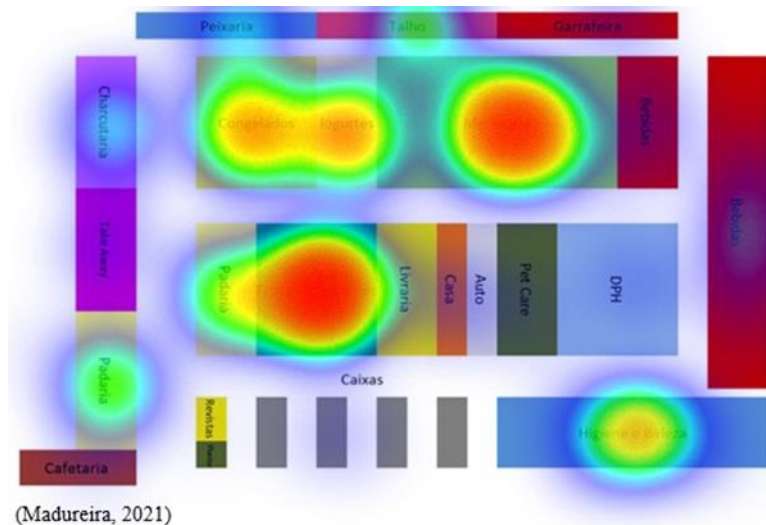 Peixaria
Talho
Garrafeira
Charcutaria
Congelados
Iogurtes
Bebidas
Bebidas
Take Away
Padaria
Livraria
Casa
Auto
Pet Care
DPH
Padaria
Caixas
Revistas
Higiene e Beleza
Cafetaria
(Madureira, 2021)